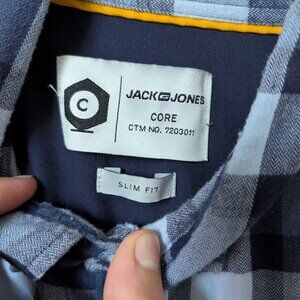 C
JACK & JONES
CORE
CTM NO. 7203011
SLIM FIT